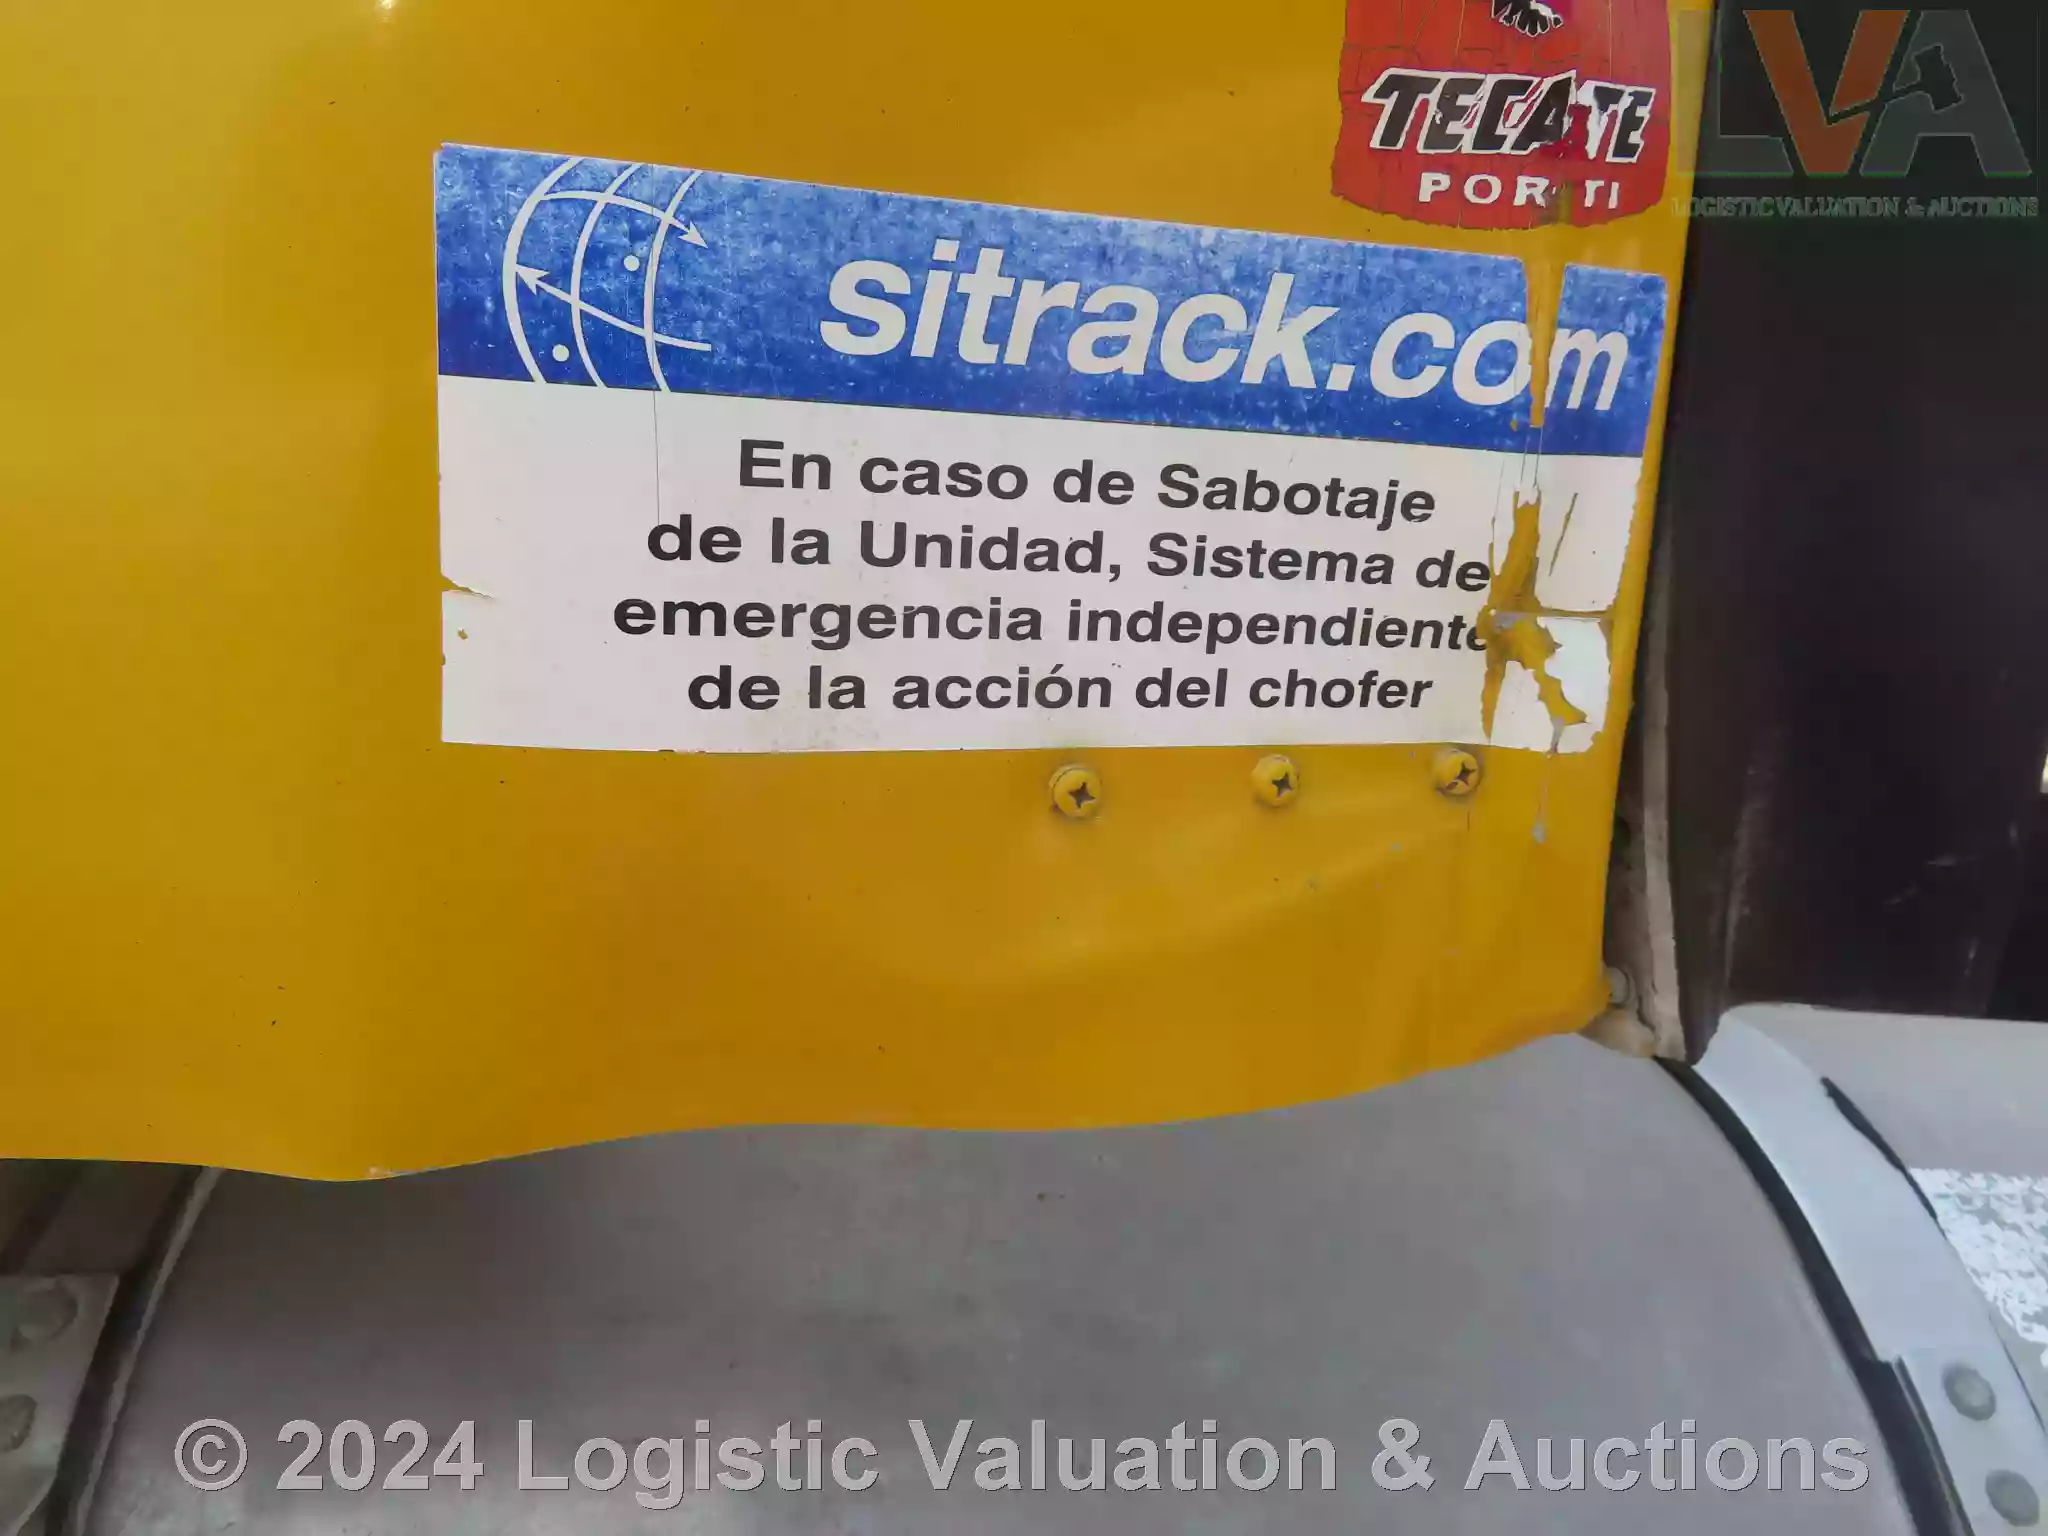 TECATE
POR TI
LVA
LOGISTIC VALUATION & AUCTIONS
sitrack.com
En caso de Sabotaje
de la Unidad, Sistema de
emergencia independiente
de la acción del chofer
© 2024 Logistic Valuation & Auctions